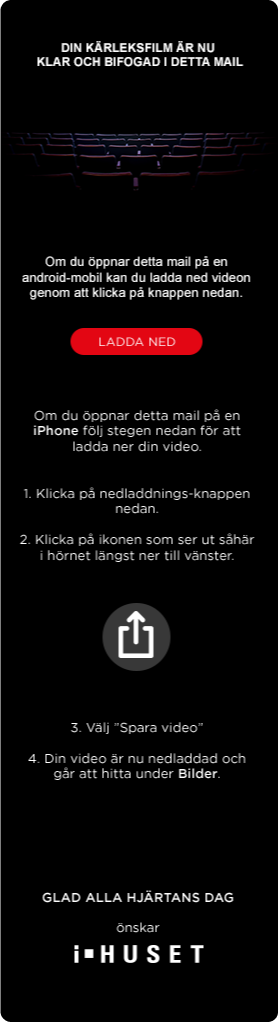 DIN KÄRLEKSFILM ÄR NU
KLAR OCH BIFOGAD I DETTA MAIL
Om du öppnar detta mail på en
android-mobil kan du ladda ned videon
genom att klicka på knappen nedan.
LADDA NED
Om du öppnar detta mail på en
iPhone följ stegen nedan för att
ladda ner din video.
1. Klicka på nedladdnings-knappen
nedan.
2. Klicka på ikonen som ser ut såhär
i hörnet längst ner till vänster.
3. Välj ”Spara video”
4. Din video är nu nedladdad och
går att hitta under Bilder.
GLAD ALLA HJÄRTANS DAG
önskar
i HUSET